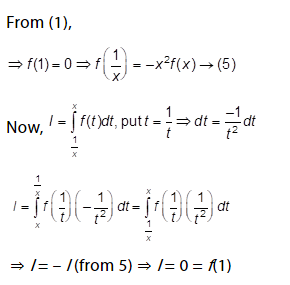 From (1),
⇒ f(1) = 0 ⇒ f(1/x) = –x²f(x) → (5)
Now, I = ∫_{1/x}^{x} f(t)dt, put t = 1/t ⇒ dt = –1/t² dt
I = ∫_{x}^{1/x} f(1/t)(–1/t²) dt = ∫_{1/x}^{x} f(1/t)(1/t²) dt
⇒ I = – I (from 5) ⇒ I = 0 = f(1)